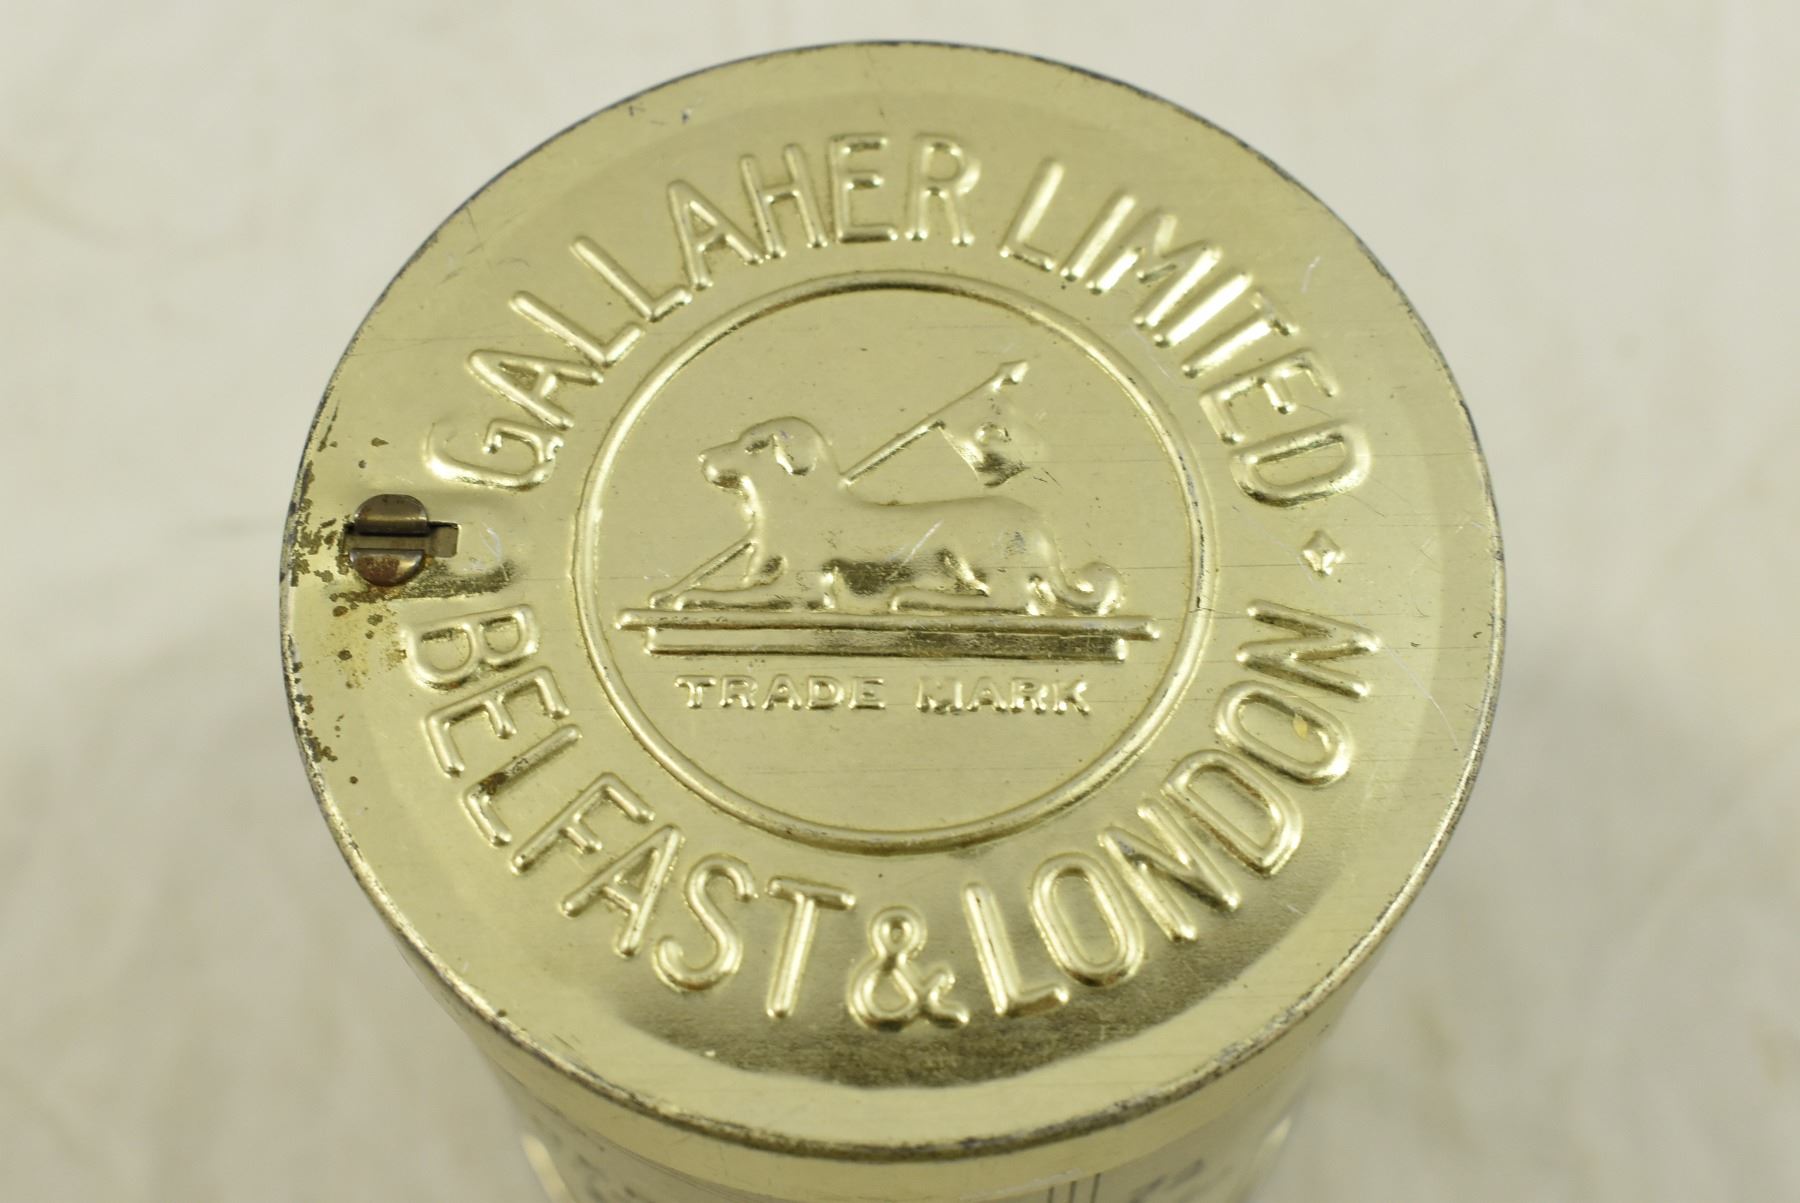 GALLAHER LIMITED
G
TRADE MARK
BELFAST & LONDON